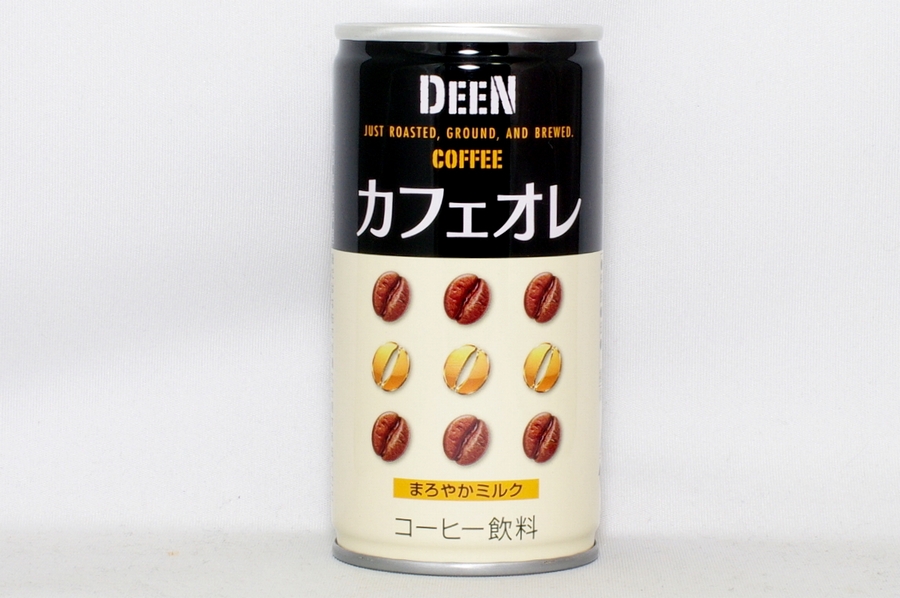 DEEN
JUST ROASTED, GROUND, AND BREWED.
COFFEE
カフェオレ
まろやかミルク
コーヒー飲料